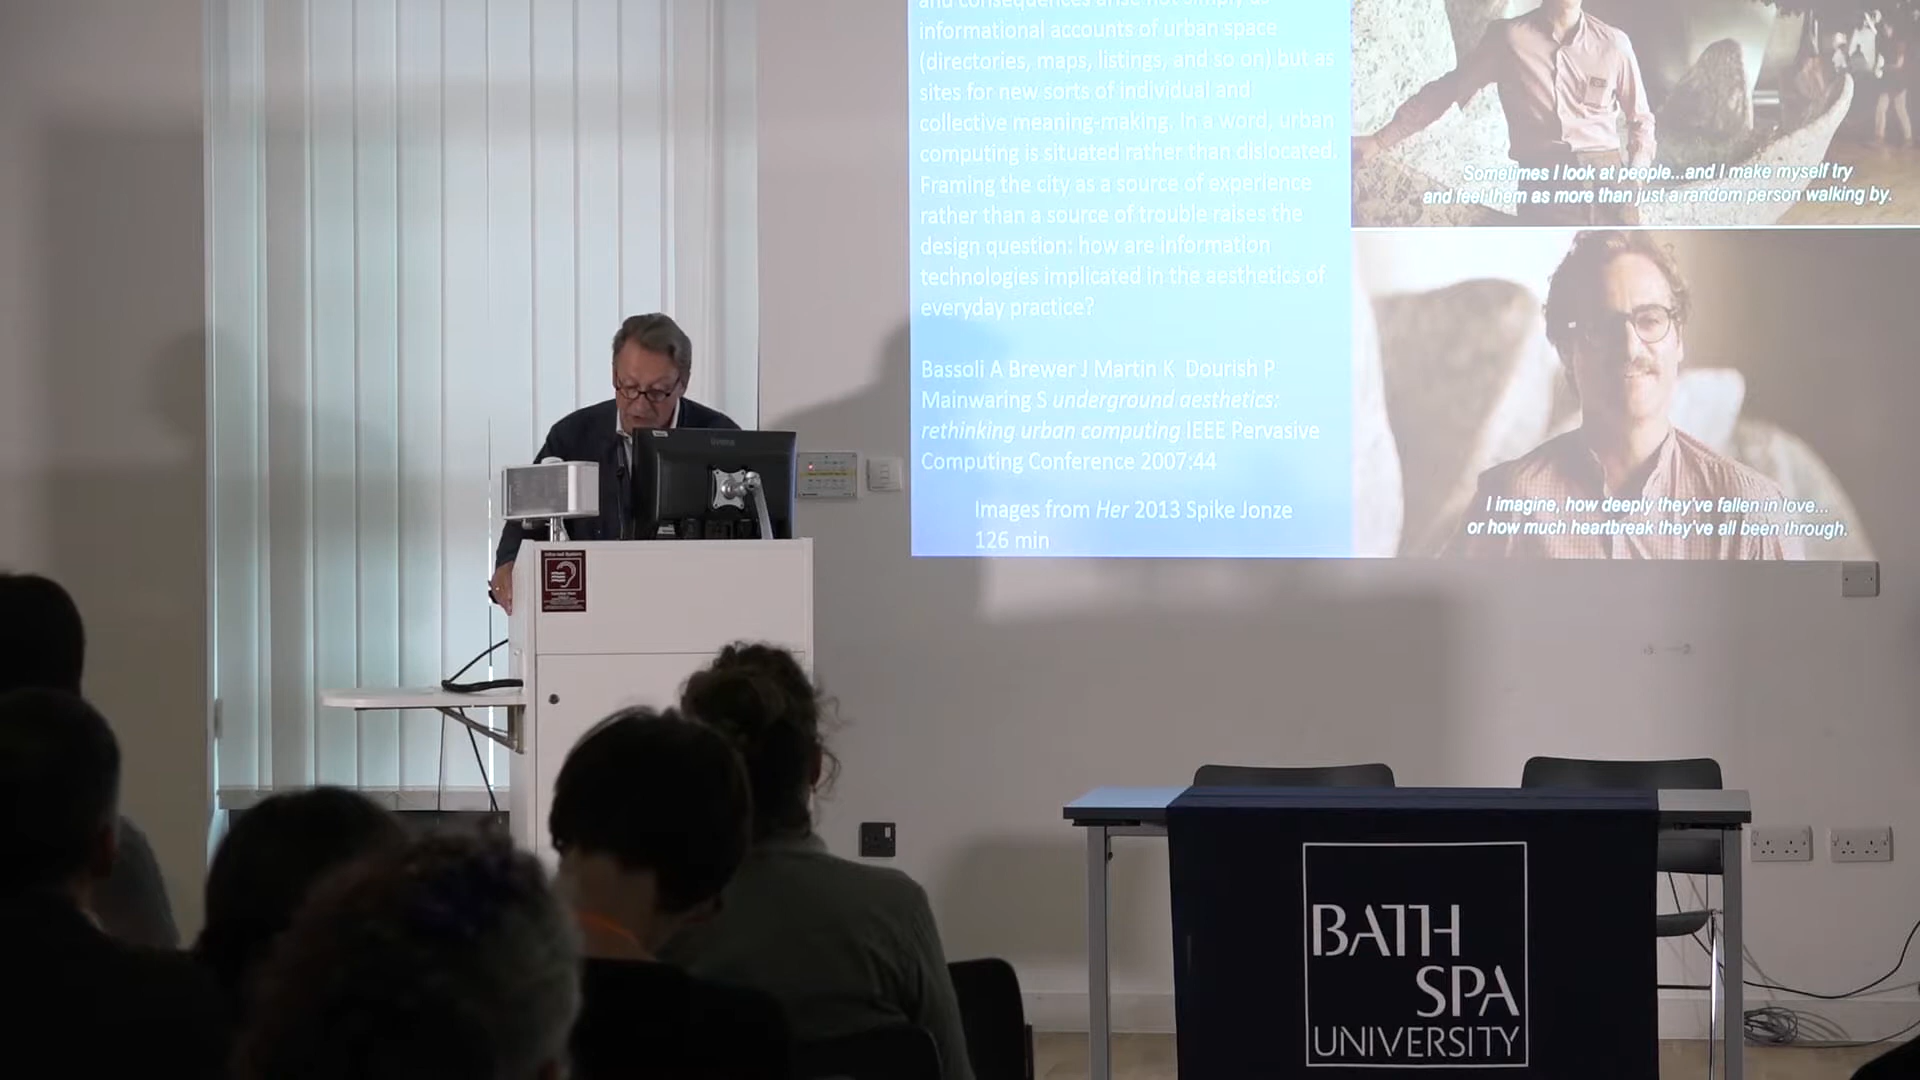 and consequences arise not simply as
informational accounts of urban space
(directories, maps, listings, and so on) but as
sites for new sorts of individual and
collective meaning-making. In a word, urban
computing is situated rather than dislocated.
Framing the city as a source of experience
rather than a source of trouble raises the
design question: how are information
technologies implicated in the aesthetics of
everyday practice?
Bassoli A Brewer J Martin K Dourish P
Mainwaring S underground aesthetics:
rethinking urban computing IEEE Pervasive
Computing Conference 2007:44
Images from Her 2013 Spike Jonze
126 min
Sometimes I look at people...and I make myself try
and feel them as more than just a random person walking by.
I imagine, how deeply they've fallen in love...
or how much heartbreak they've all been through.
BATH
SPA
UNIVERSITY